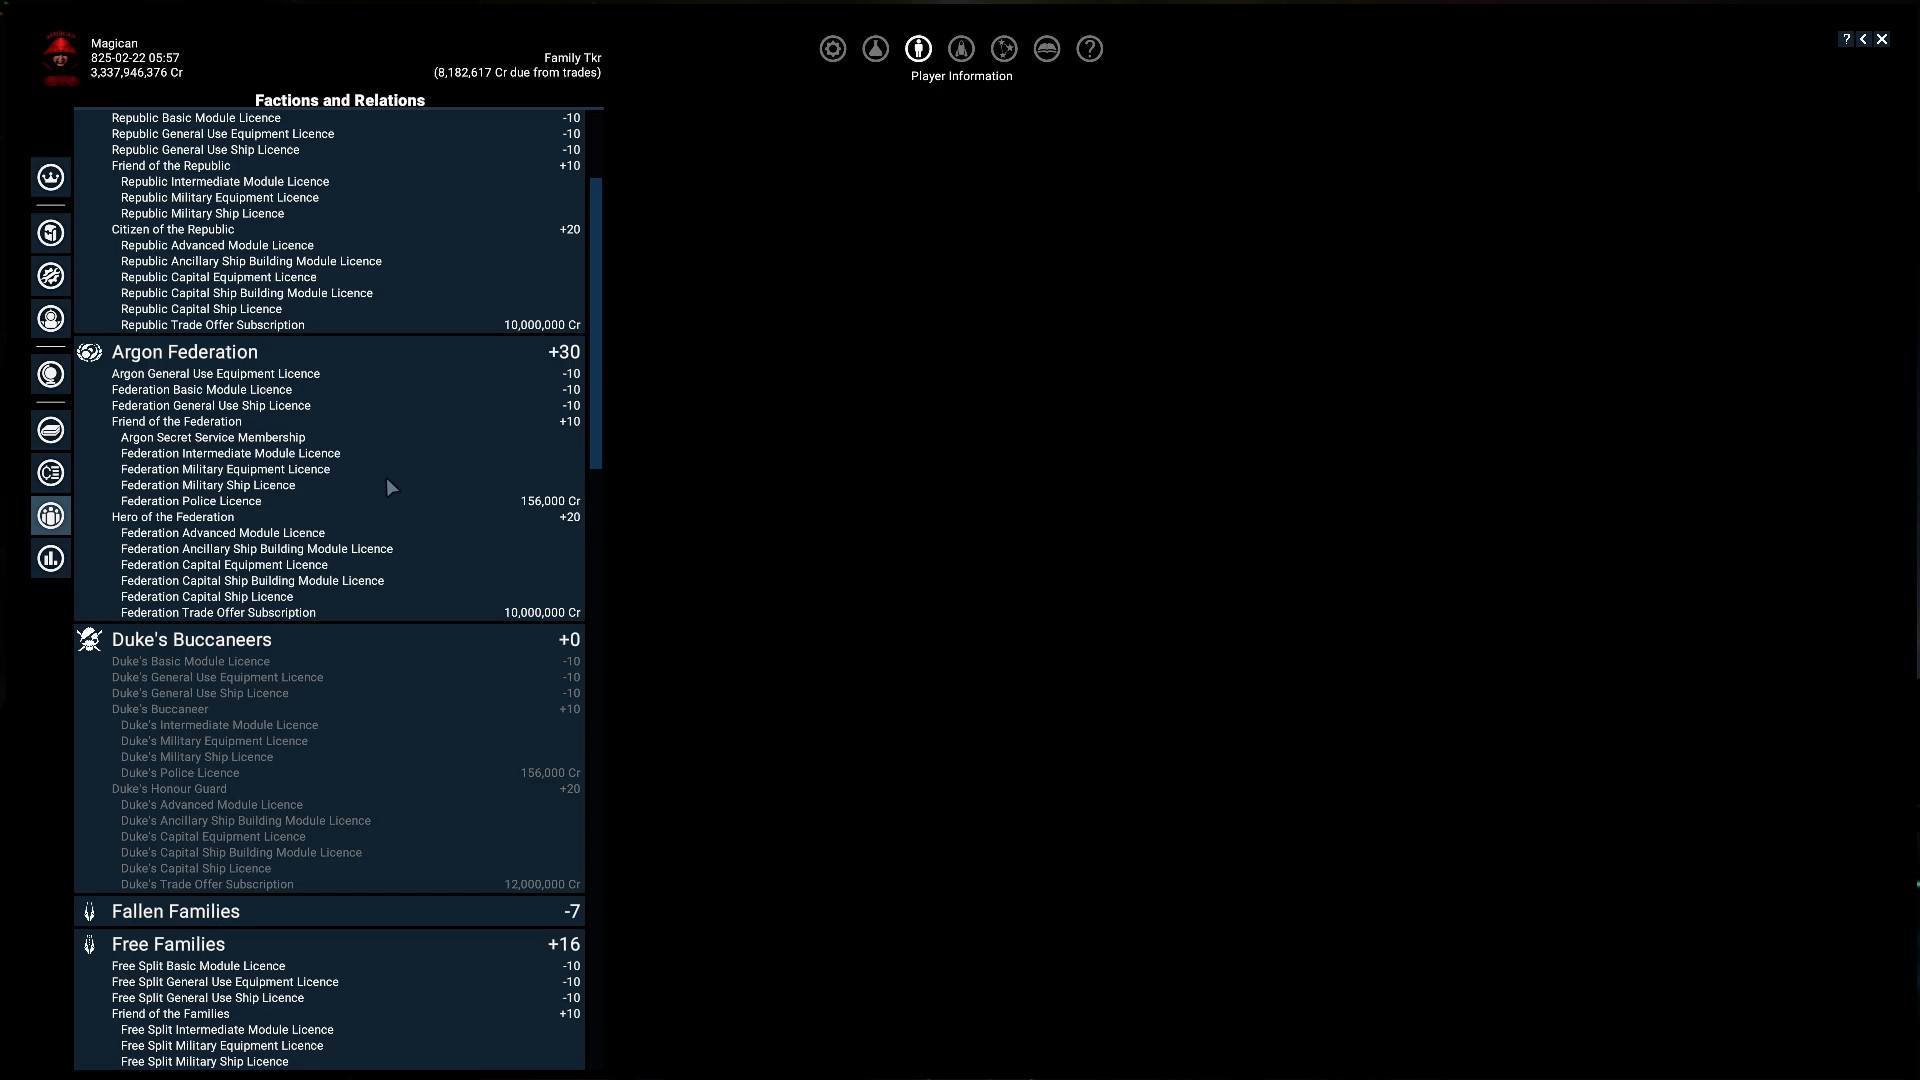 Magican
825-02-22 05:57
3,337,946,376 Cr
Family Tkr
(8,182,617 Cr due from trades)
Player Information
? < X
Factions and Relations
Republic Basic Module Licence -10
Republic General Use Equipment Licence -10
Republic General Use Ship Licence -10
Friend of the Republic +10
Republic Intermediate Module Licence
Republic Military Equipment Licence
Republic Military Ship Licence
Citizen of the Republic +20
Republic Advanced Module Licence
Republic Ancillary Ship Building Module Licence
Republic Capital Equipment Licence
Republic Capital Ship Building Module Licence
Republic Capital Ship Licence
Republic Trade Offer Subscription 10,000,000 Cr
Argon Federation +30
Argon General Use Equipment Licence -10
Federation Basic Module Licence -10
Federation General Use Ship Licence -10
Friend of the Federation +10
Argon Secret Service Membership
Federation Intermediate Module Licence
Federation Military Equipment Licence
Federation Military Ship Licence
Federation Police Licence 156,000 Cr
Hero of the Federation +20
Federation Advanced Module Licence
Federation Ancillary Ship Building Module Licence
Federation Capital Equipment Licence
Federation Capital Ship Building Module Licence
Federation Capital Ship Licence
Federation Trade Offer Subscription 10,000,000 Cr
Duke's Buccaneers +0
Duke's Basic Module Licence -10
Duke's General Use Equipment Licence -10
Duke's General Use Ship Licence -10
Duke's Buccaneer +10
Duke's Intermediate Module Licence
Duke's Military Equipment Licence
Duke's Military Ship Licence
Duke's Police Licence 156,000 Cr
Duke's Honour Guard +20
Duke's Advanced Module Licence
Duke's Ancillary Ship Building Module Licence
Duke's Capital Equipment Licence
Duke's Capital Ship Building Module Licence
Duke's Capital Ship Licence
Duke's Trade Offer Subscription 12,000,000 Cr
Fallen Families -7
Free Families +16
Free Split Basic Module Licence -10
Free Split General Use Equipment Licence -10
Free Split General Use Ship Licence -10
Friend of the Families +10
Free Split Intermediate Module Licence
Free Split Military Equipment Licence
Free Split Military Ship Licence